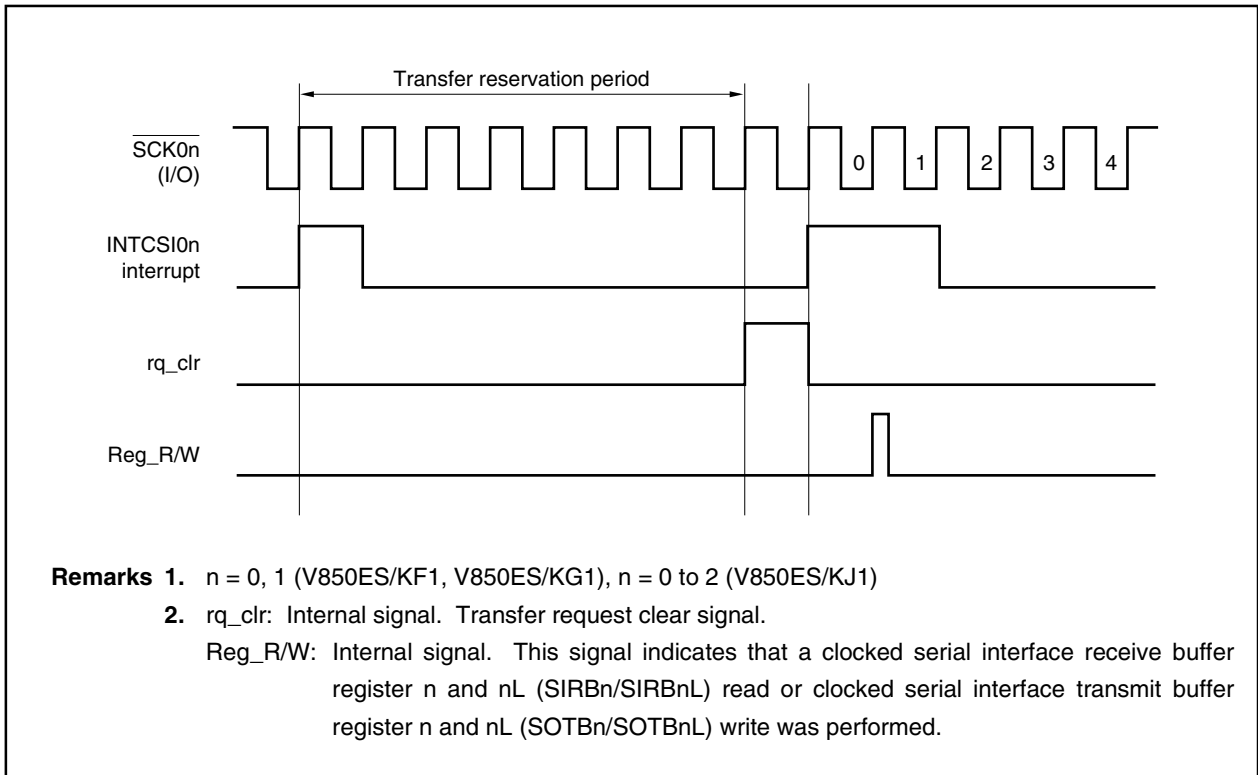 Transfer reservation period
SCK0n
(I/O)
0 1 2 3 4
INTCSI0n
interrupt
rq_clr
Reg_R/W
Remarks 1. n = 0, 1 (V850ES/KF1, V850ES/KG1), n = 0 to 2 (V850ES/KJ1)
2. rq_clr: Internal signal. Transfer request clear signal.
Reg_R/W: Internal signal. This signal indicates that a clocked serial interface receive buffer
register n and nL (SIRBn/SIRBnL) read or clocked serial interface transmit buffer
register n and nL (SOTBn/SOTBnL) write was performed.